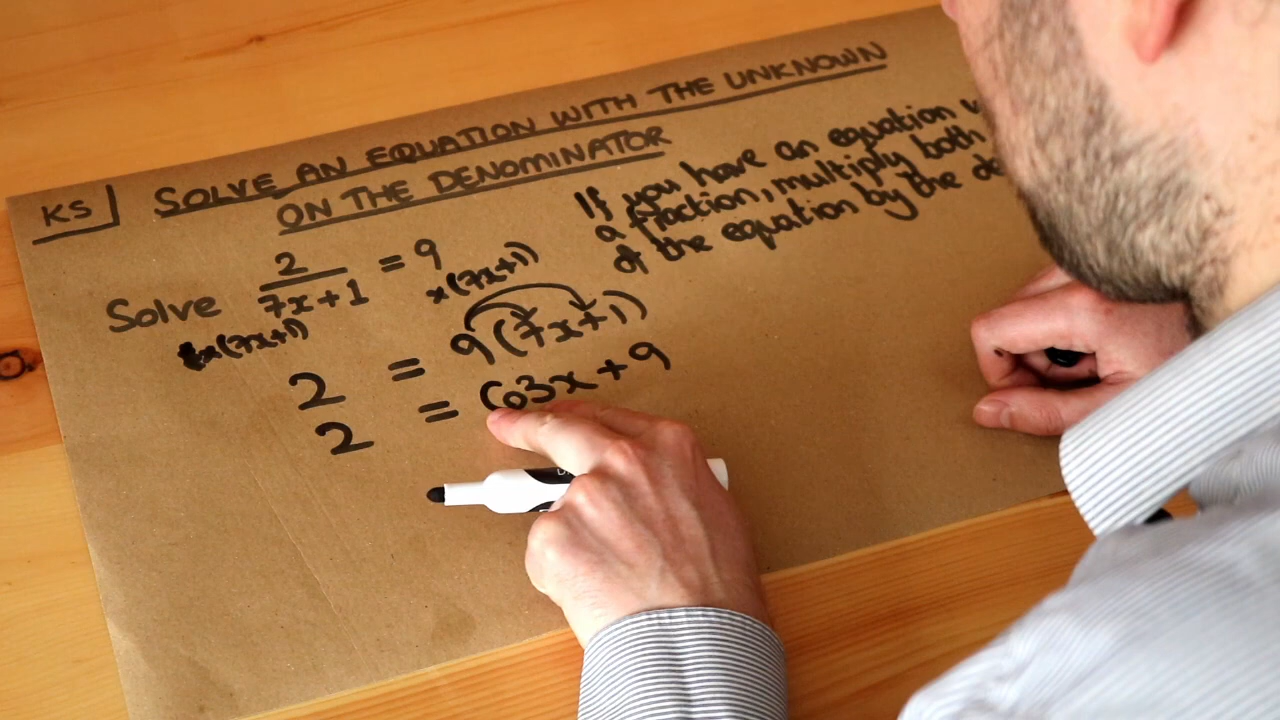 KS
SOLVE AN EQUATION WITH THE UNKNOWN
ON THE DENOMINATOR
If you have an equation
a fraction, multiply both
of the equation by the
Solve 2/7x+1 = 9
x(7x+1) x(7x+1)
2 = 9(7x+1)
2 = 63x+9